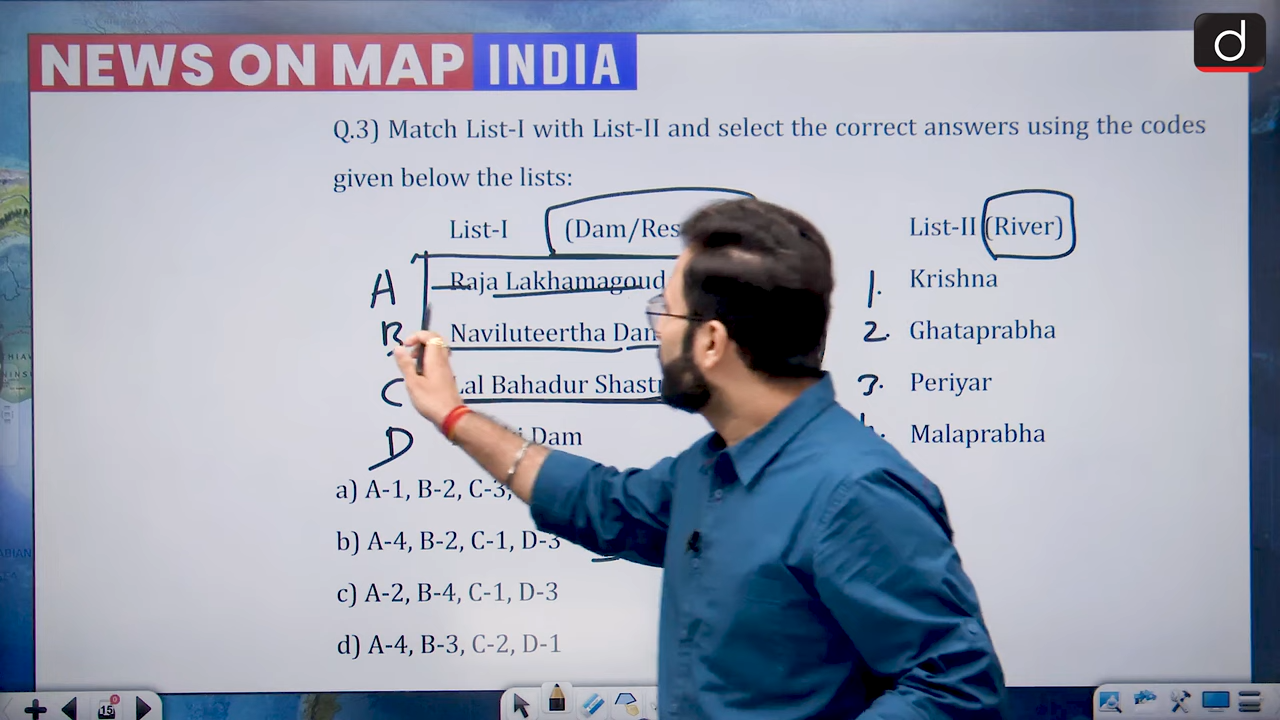 NEWS ON MAP INDIA
d
Q.3) Match List-I with List-II and select the correct answers using the codes
given below the lists:
List-I (Dam/Res List-II (River)
A Raja Lakhamagoud 1. Krishna
B Naviluteertha Dam 2. Ghataprabha
C Lal Bahadur Shastri 3. Periyar
D Dam Malaprabha
a) A-1, B-2, C-3,
b) A-4, B-2, C-1, D-3
c) A-2, B-4, C-1, D-3
d) A-4, B-3, C-2, D-1
15